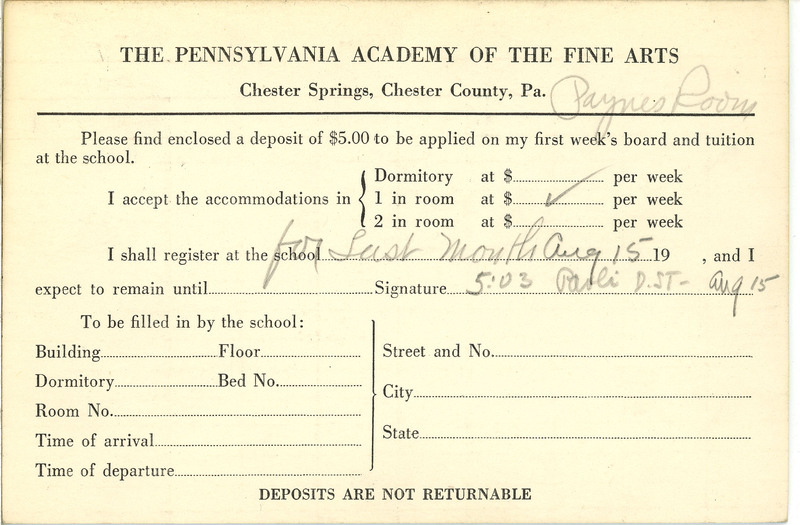 THE PENNSYLVANIA ACADEMY OF THE FINE ARTS
Chester Springs, Chester County, Pa.
Paynes Room
Please find enclosed a deposit of $5.00 to be applied on my first week's board and tuition
at the school.
I accept the accommodations in
Dormitory at $ per week
1 in room at $ ✓ per week
2 in room at $ per week
I shall register at the school for Last Month Aug 15 19 , and I
expect to remain until Signature 5:03 Paoli D.ST- Aug 15
To be filled in by the school:
Building Floor
Dormitory Bed No.
Room No.
Time of arrival
Time of departure
Street and No.
City
State
DEPOSITS ARE NOT RETURNABLE